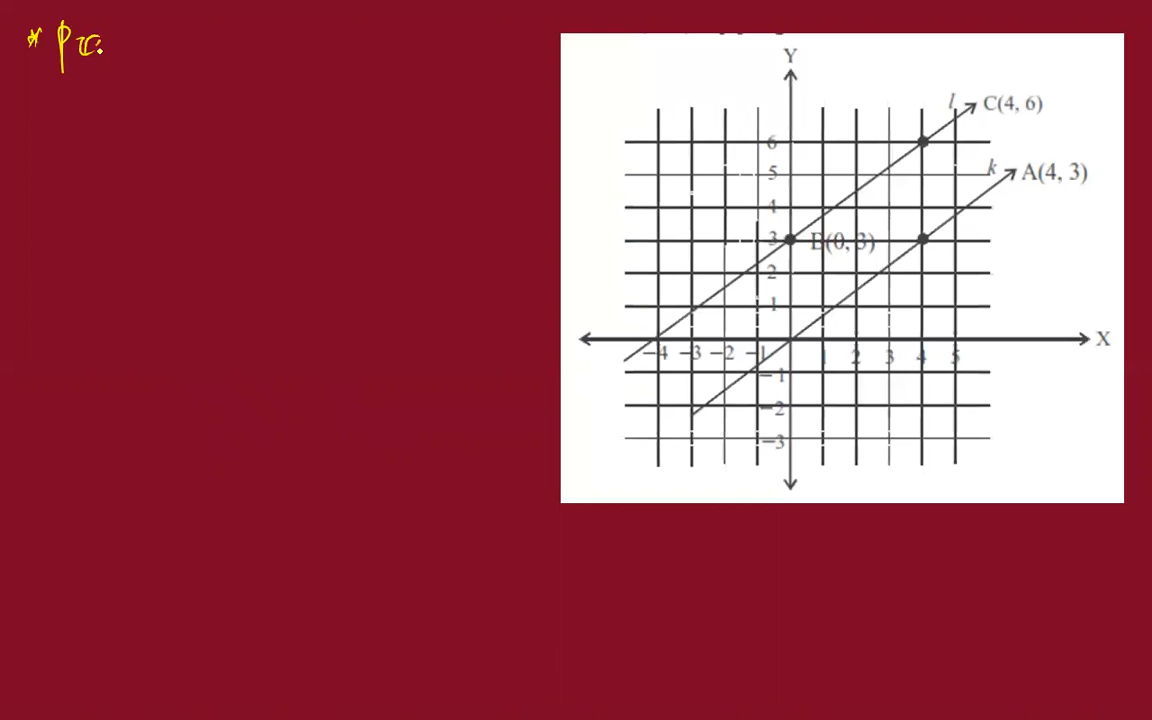 Y
l C(4, 6)
6
5
k A(4, 3)
4
3 B(0, 3)
2
1
X
−4 −3 −2 −1 1 2 3 4 5
−1
−2
−3